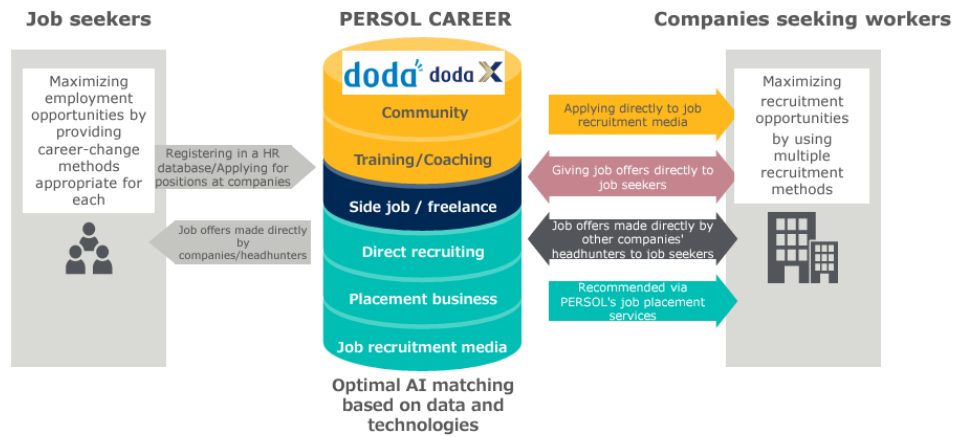 Job seekers
PERSOL CAREER
Companies seeking workers
Maximizing
employment
opportunities by
providing
career-change
methods
appropriate for
each
Registering in a HR
database/Applying for
positions at companies
Job offers made directly
by
companies/headhunters
doda doda X
Community
Training/Coaching
Side job / freelance
Direct recruiting
Placement business
Job recruitment media
Optimal AI matching
based on data and
technologies
Applying directly to job
recruitment media
Giving job offers directly to
job seekers
Job offers made directly by
other companies'
headhunters to job seekers
Recommended via
PERSOL's job placement
services
Maximizing
recruitment
opportunities
by using
multiple
recruitment
methods